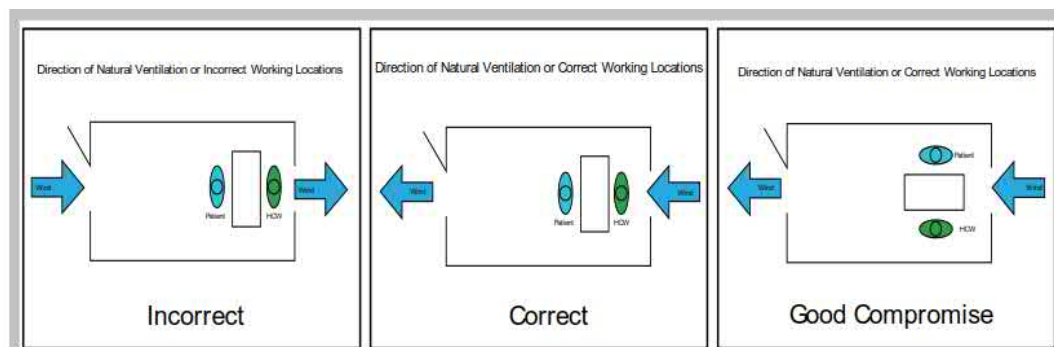 Direction of Natural Ventilation or Incorrect Working Locations
Wind
Wind
Patient
HCW
Incorrect
Direction of Natural Ventilation or Correct Working Locations
Wind
Wind
Patient
HCW
Correct
Direction of Natural Ventilation or Correct Working Locations
Patient
Wind
Wind
HCW
Good Compromise